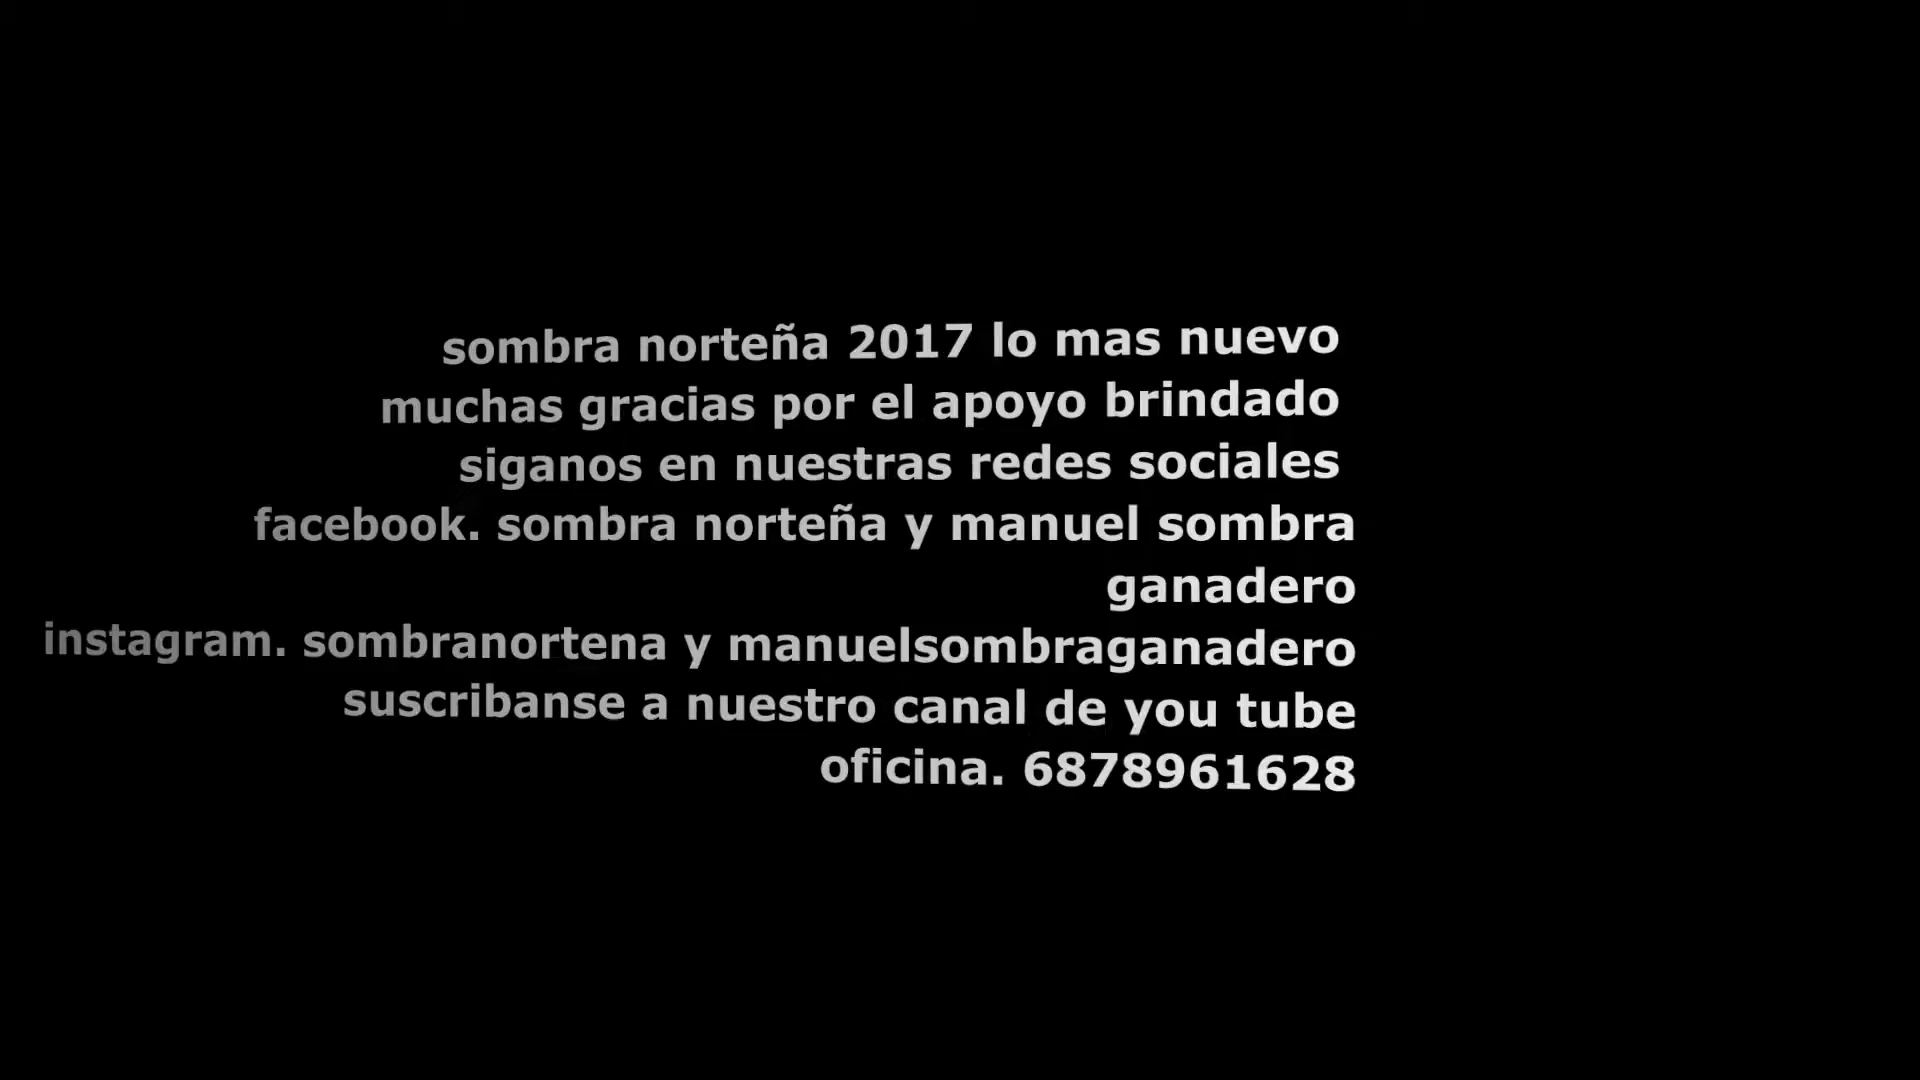 sombra norteña 2017 lo mas nuevo
muchas gracias por el apoyo brindado
siganos en nuestras redes sociales
facebook. sombra norteña y manuel sombra
ganadero
instagram. sombranortena y manuelsombraganadero
suscribanse a nuestro canal de you tube
oficina. 6878961628